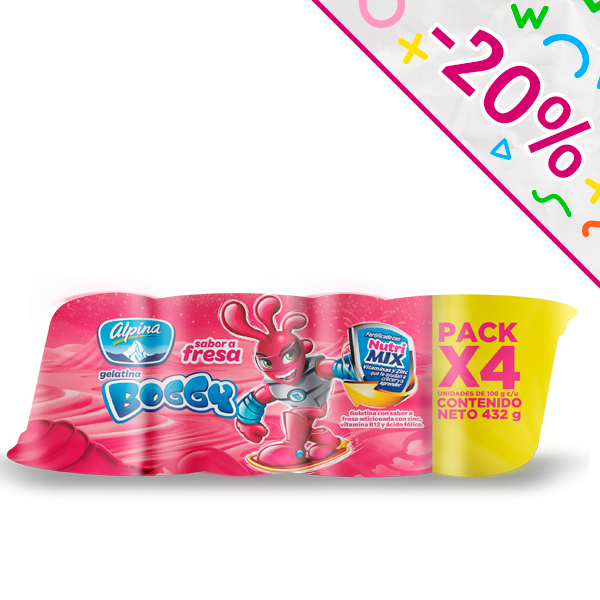 -20%
Alpina
sabor a
fresa
gelatina
BOGGY
Fortificado con
Nutri
MIX
Vitaminas y Zinc
que te ayudan a
crecer y a
aprender
Gelatina con sabor a
fresa adicionada con zinc,
vitamina B12 y ácido fólico.
PACK
X4
UNIDADES DE 108 g c/u
CONTENIDO
NETO 432 g